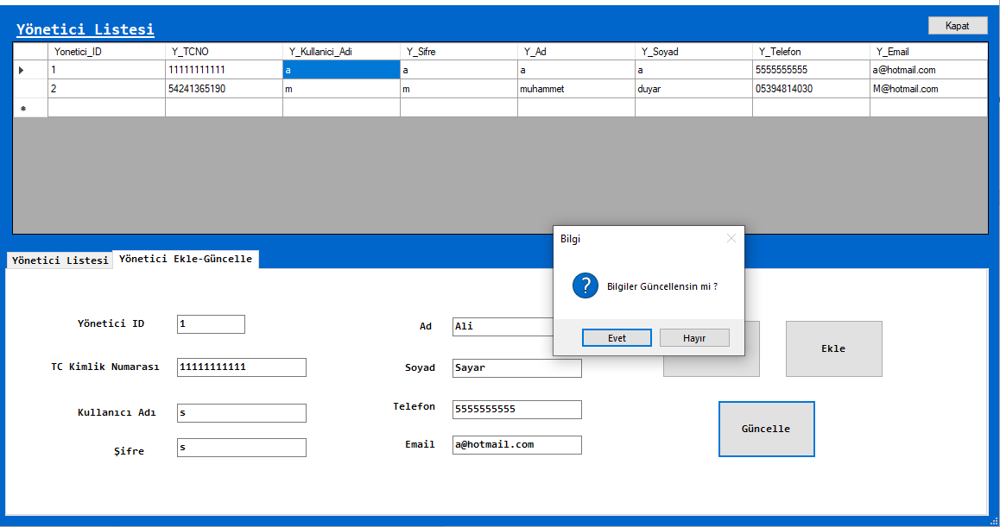 Yönetici Listesi
Kapat
Yonetici_ID Y_TCNO Y_Kullanici_Adi Y_Sifre Y_Ad Y_Soyad Y_Telefon Y_Email
1 11111111111 a a a a 5555555555 a@hotmail.com
2 54241365190 m m muhammet duyar 05394814030 M@hotmail.com
Bilgi
? Bilgiler Güncellensin mi ?
Evet Hayır
Yönetici Listesi Yönetici Ekle-Güncelle
Yönetici ID 1
TC Kimlik Numarası 11111111111
Kullanıcı Adı s
Şifre s
Ad Ali
Soyad Sayar
Telefon 5555555555
Email a@hotmail.com
Ekle
Güncelle